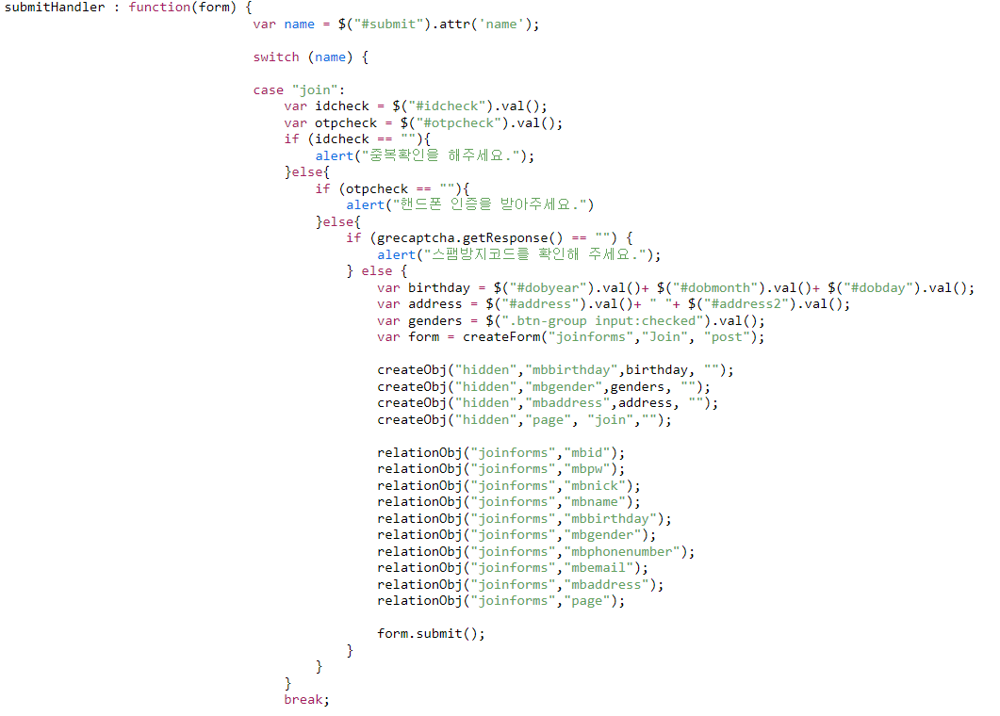 submitHandler : function(form) {
var name = $("#submit").attr('name');
switch (name) {
case "join":
var idcheck = $("#idcheck").val();
var otpcheck = $("#otpcheck").val();
if (idcheck == ""){
alert("중복확인을 해주세요.");
}else{
if (otpcheck == ""){
alert("핸드폰 인증을 받아주세요.")
}else{
if (grecaptcha.getResponse() == "") {
alert("스팸방지코드를 확인해 주세요.");
} else {
var birthday = $("#dobyear").val()+ $("#dobmonth").val()+ $("#dobday").val();
var address = $("#address").val()+ " "+ $("#address2").val();
var genders = $(".btn-group input:checked").val();
var form = createForm("joinforms","Join", "post");
createObj("hidden","mbbirthday",birthday, "");
createObj("hidden","mbgender",genders, "");
createObj("hidden","mbaddress",address, "");
createObj("hidden","page", "join","");
relationObj("joinforms","mbid");
relationObj("joinforms","mbpw");
relationObj("joinforms","mbnick");
relationObj("joinforms","mbname");
relationObj("joinforms","mbbirthday");
relationObj("joinforms","mbgender");
relationObj("joinforms","mbphonenumber");
relationObj("joinforms","mbemail");
relationObj("joinforms","mbaddress");
relationObj("joinforms","page");
form.submit();
}
}
}
break;